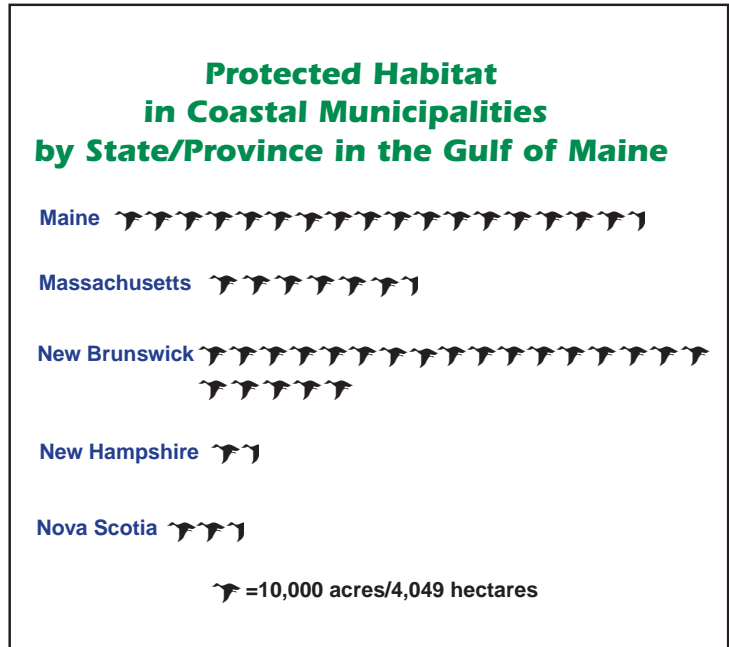 Protected Habitat
in Coastal Municipalities
by State/Province in the Gulf of Maine
Maine
Massachusetts
New Brunswick
New Hampshire
Nova Scotia
=10,000 acres/4,049 hectares